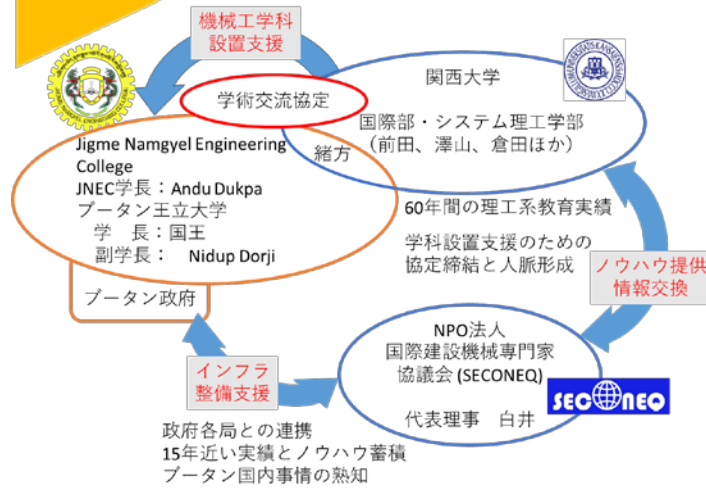 機械工学科
設置支援
学術交流協定
関西大学
国際部・システム理工学部
(前田、澤山、倉田ほか)
緒方
Jigme Namgyel Engineering
College
JNEC学長：Andu Dukpa
ブータン王立大学
学　長：国王
副学長：　Nidup Dorji
ブータン政府
60年間の理工系教育実績
学科設置支援のための
協定締結と人脈形成
ノウハウ提供
情報交換
NPO法人
国際建設機械専門家
協議会 (SECONEQ)
代表理事　白井
SECONEQ
インフラ
整備支援
政府各局との連携
15年近い実績とノウハウ蓄積
ブータン国内事情の熟知